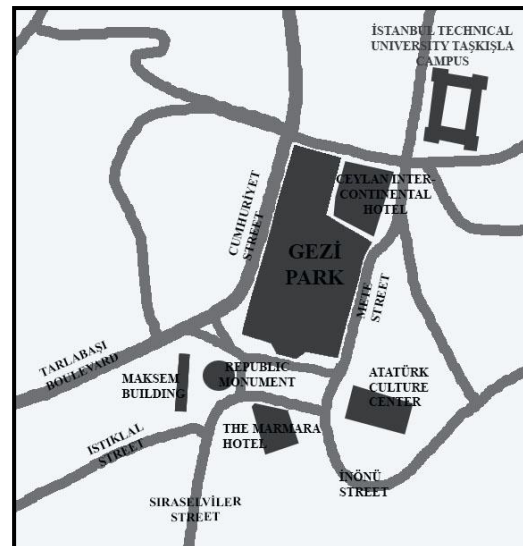 İSTANBUL TECHNICAL
UNIVERSITY TAŞKIŞLA
CAMPUS
CEYLAN INTER-
CONTINENTAL
HOTEL
CUMHURİYET
STREET
GEZİ
PARK
METE
STREET
TARLABAŞI
BOULEVARD
MAKSEM
BUILDING
REPUBLIC
MONUMENT
ATATÜRK
CULTURE
CENTER
ISTIKLAL
STREET
THE MARMARA
HOTEL
İNÖNÜ
STREET
SIRASELVİLER
STREET